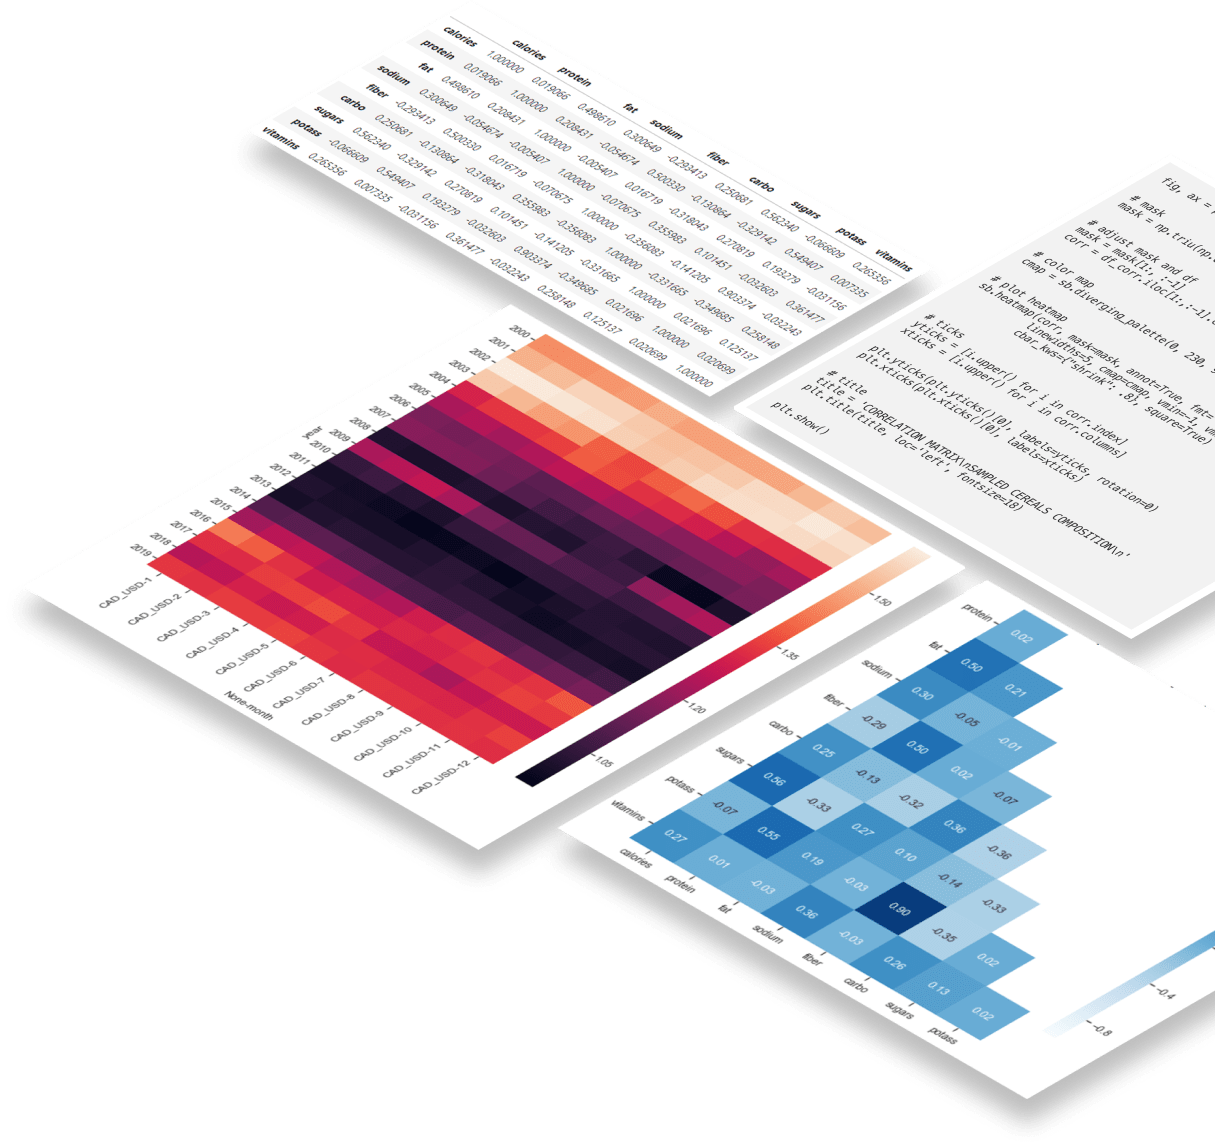 calories protein fat sodium fiber carbo sugars potass vitamins
calories 1.000000 0.019066 0.498610 0.300649 -0.293413 0.250681 0.562340 -0.066609 0.265356
protein 0.019066 1.000000 0.208431 -0.054674 0.500330 -0.130864 -0.329142 0.549407 0.007335
fat 0.498610 0.208431 1.000000 -0.005407 0.016719 -0.318043 0.270819 0.193279 -0.031156
sodium 0.300649 -0.054674 -0.005407 1.000000 -0.070675 0.355983 0.101451 -0.032603 0.361477
fiber -0.293413 0.500330 0.016719 -0.070675 1.000000 -0.356083 -0.141205 0.903374 -0.032243
carbo 0.250681 -0.130864 -0.318043 0.355983 -0.356083 1.000000 -0.331665 -0.349685 0.258148
sugars 0.562340 -0.329142 0.270819 0.101451 -0.141205 -0.331665 1.000000 0.021696 0.125137
potass -0.066609 0.549407 0.193279 -0.032603 0.903374 -0.349685 0.021696 1.000000 0.020699
vitamins 0.265356 0.007335 -0.031156 0.361477 -0.032243 0.258148 0.125137 0.020699 1.000000
fig, ax =
# mask
mask = np.triu(np.
# adjust mask and df
mask = mask[1:, :-1]
corr = df_corr.iloc[1:,:-1].
# color map
cmap = sb.diverging_palette(0, 230,
# plot heatmap
sb.heatmap(corr, mask=mask, annot=True, fmt=
linewidths=5, cmap=cmap, vmin=-1,
cbar_kws={"shrink": .8}, square=True)
# ticks
yticks = [i.upper() for i in corr.index]
xticks = [i.upper() for i in corr.columns]
plt.yticks(plt.yticks()[0], labels=yticks, rotation=0)
plt.xticks(plt.xticks()[0], labels=xticks)
# title
title = 'CORRELATION MATRIX\nSAMPLED CEREALS COMPOSITION\n'
plt.title(title, loc='left', fontsize=18)
plt.show()
year
2000
2001
2002
2003
2004
2005
2006
2007
2008
2009
2010
2011
2012
2013
2014
2015
2016
2017
2018
2019
CAD_USD-1
CAD_USD-2
CAD_USD-3
CAD_USD-4
CAD_USD-5
CAD_USD-6
CAD_USD-7
CAD_USD-8
CAD_USD-9
CAD_USD-10
CAD_USD-11
CAD_USD-12
None-month
1.50
1.35
1.20
1.05
protein 0.02
fat 0.50 0.21
sodium 0.30 -0.05 -0.01
fiber -0.29 0.50 0.02 -0.07
carbo 0.25 -0.13 -0.32 0.36 -0.36
sugars 0.56 -0.33 0.27 0.10 -0.14 -0.33
potass -0.07 0.55 0.19 -0.03 0.90 -0.35 0.02
vitamins 0.27 0.01 -0.03 0.36 -0.03 0.26 0.13 0.02
calories protein fat sodium fiber carbo sugars potass
-0.4
-0.8